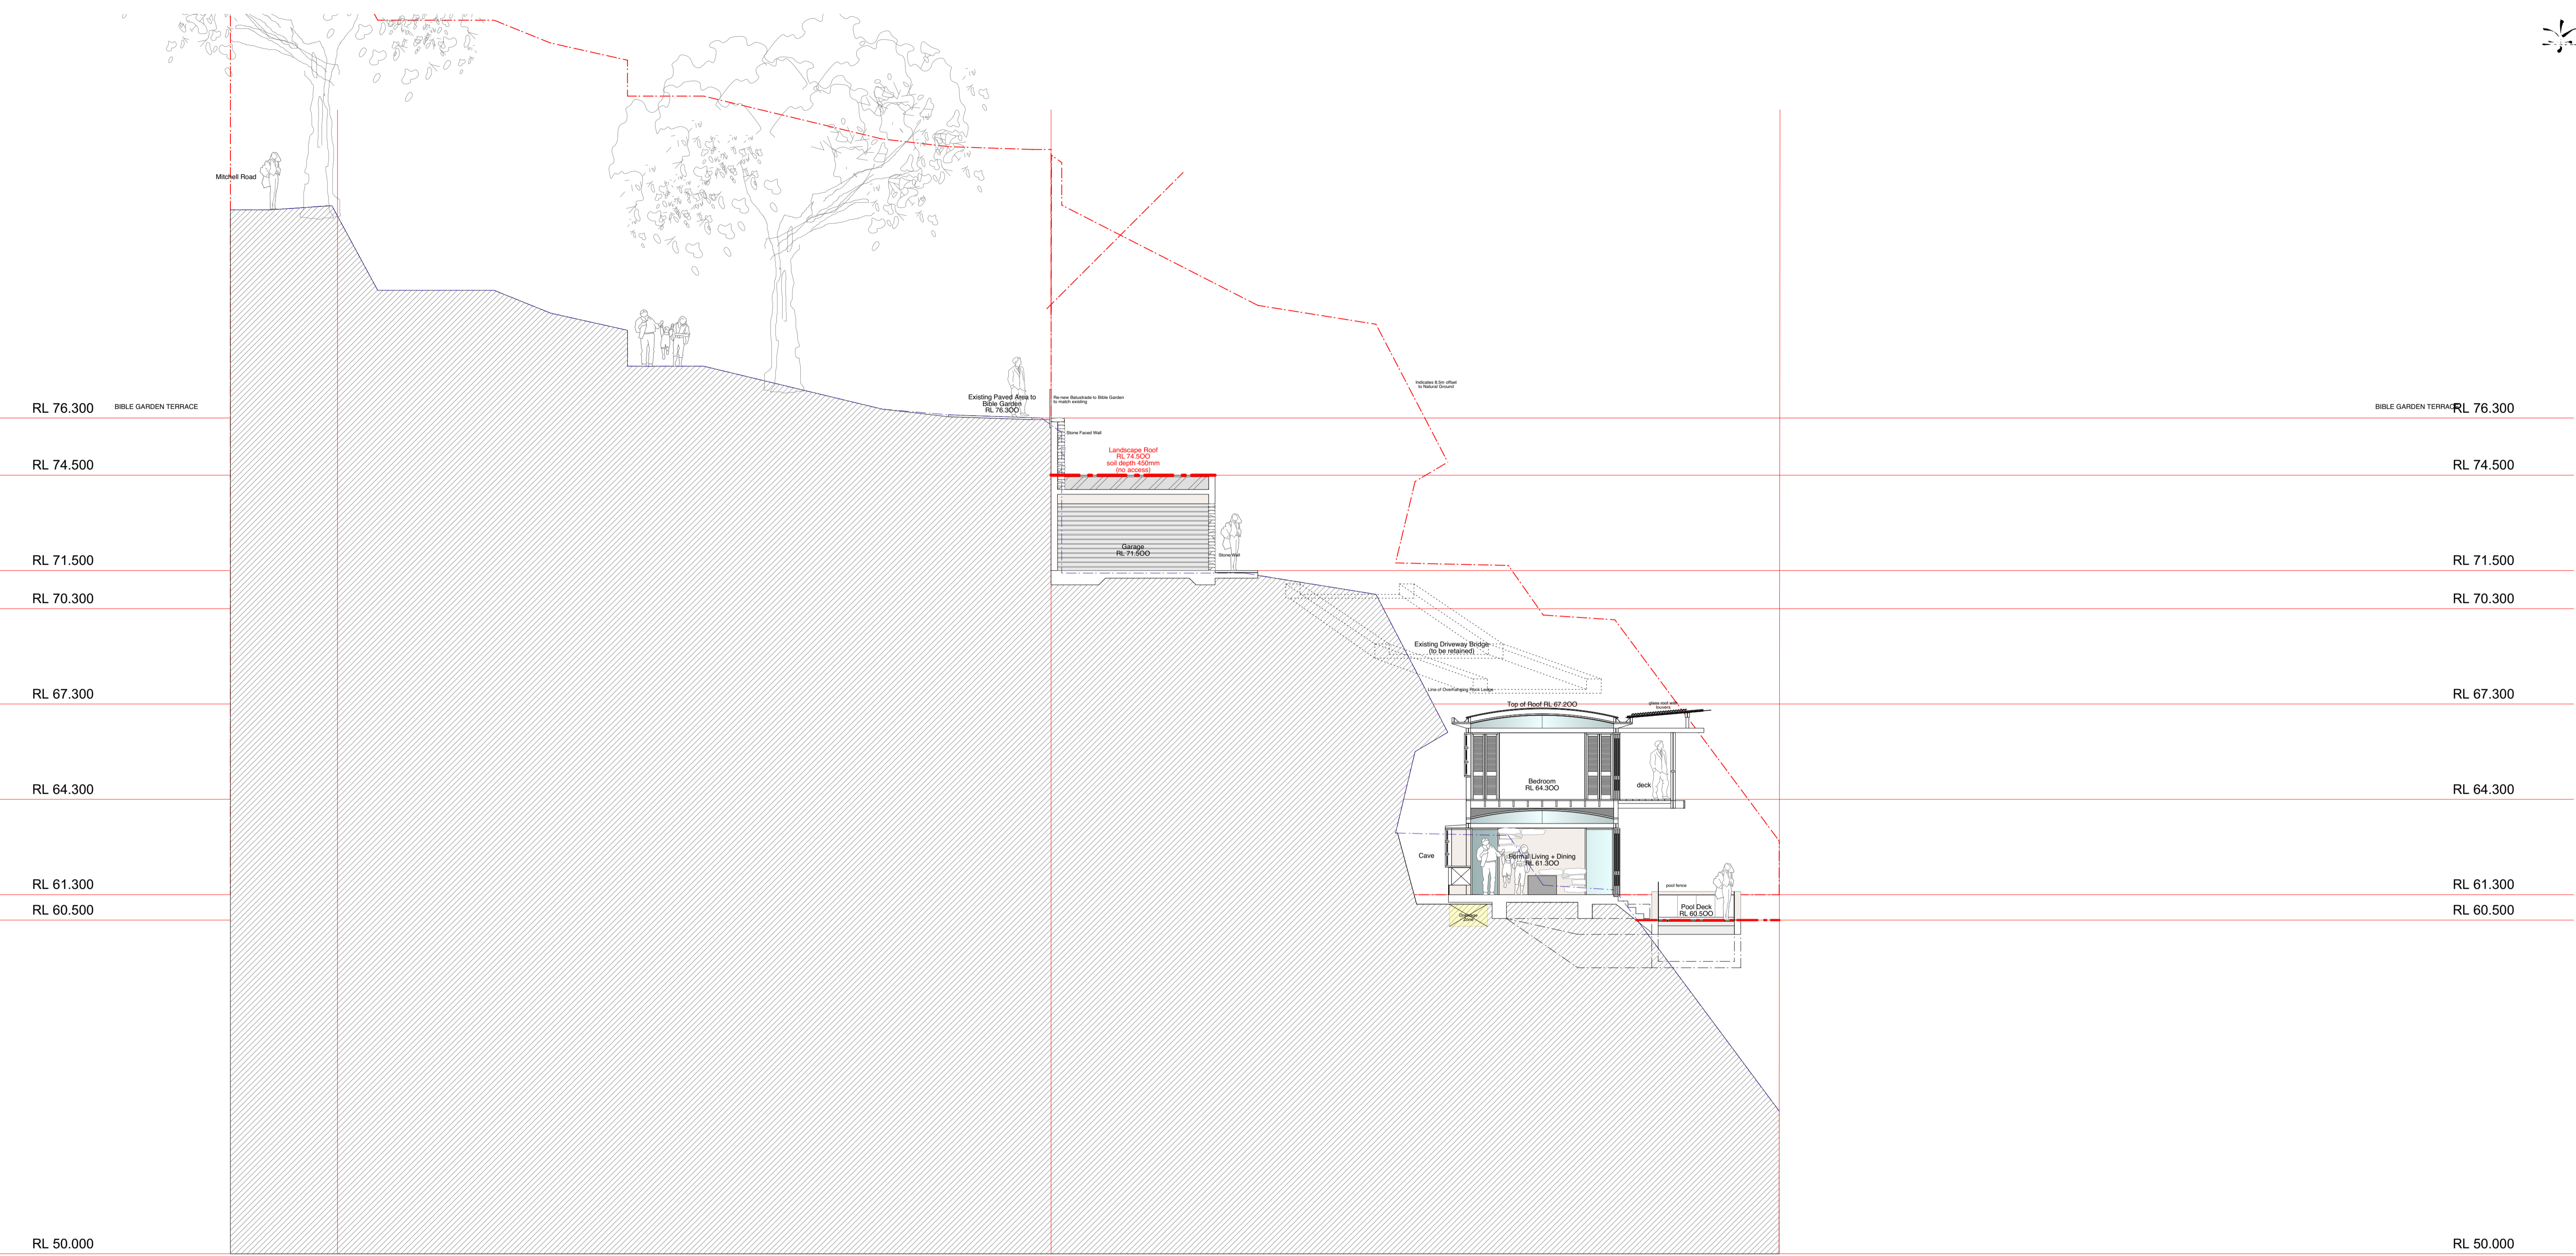 Mitchell Road
Indicates 8.5m offset
to Natural Ground
Existing Paved Area to
Bible Garden
RL 76.300
Re-new Balustrade to Bible Garden
to match existing
RL 76.300
BIBLE GARDEN TERRACE
BIBLE GARDEN TERRACE
RL 76.300
Stone Faced Wall
Landscape Roof
RL 74.500
soil depth 450mm
(no access)
RL 74.500
RL 74.500
Garage
RL 71.500
Stone Wall
RL 71.500
RL 71.500
RL 70.300
RL 70.300
Existing Driveway Bridge
(to be retained)
Line of Overhanging Rock Ledge
RL 67.300
RL 67.300
Top of Roof RL 67.200
glass roof with
louvers
Bedroom
RL 64.300
deck
RL 64.300
RL 64.300
Cave
Formal Living + Dining
RL 61.300
pool fence
RL 61.300
RL 61.300
Pool Deck
RL 60.500
RL 60.500
RL 60.500
RL 50.000
RL 50.000